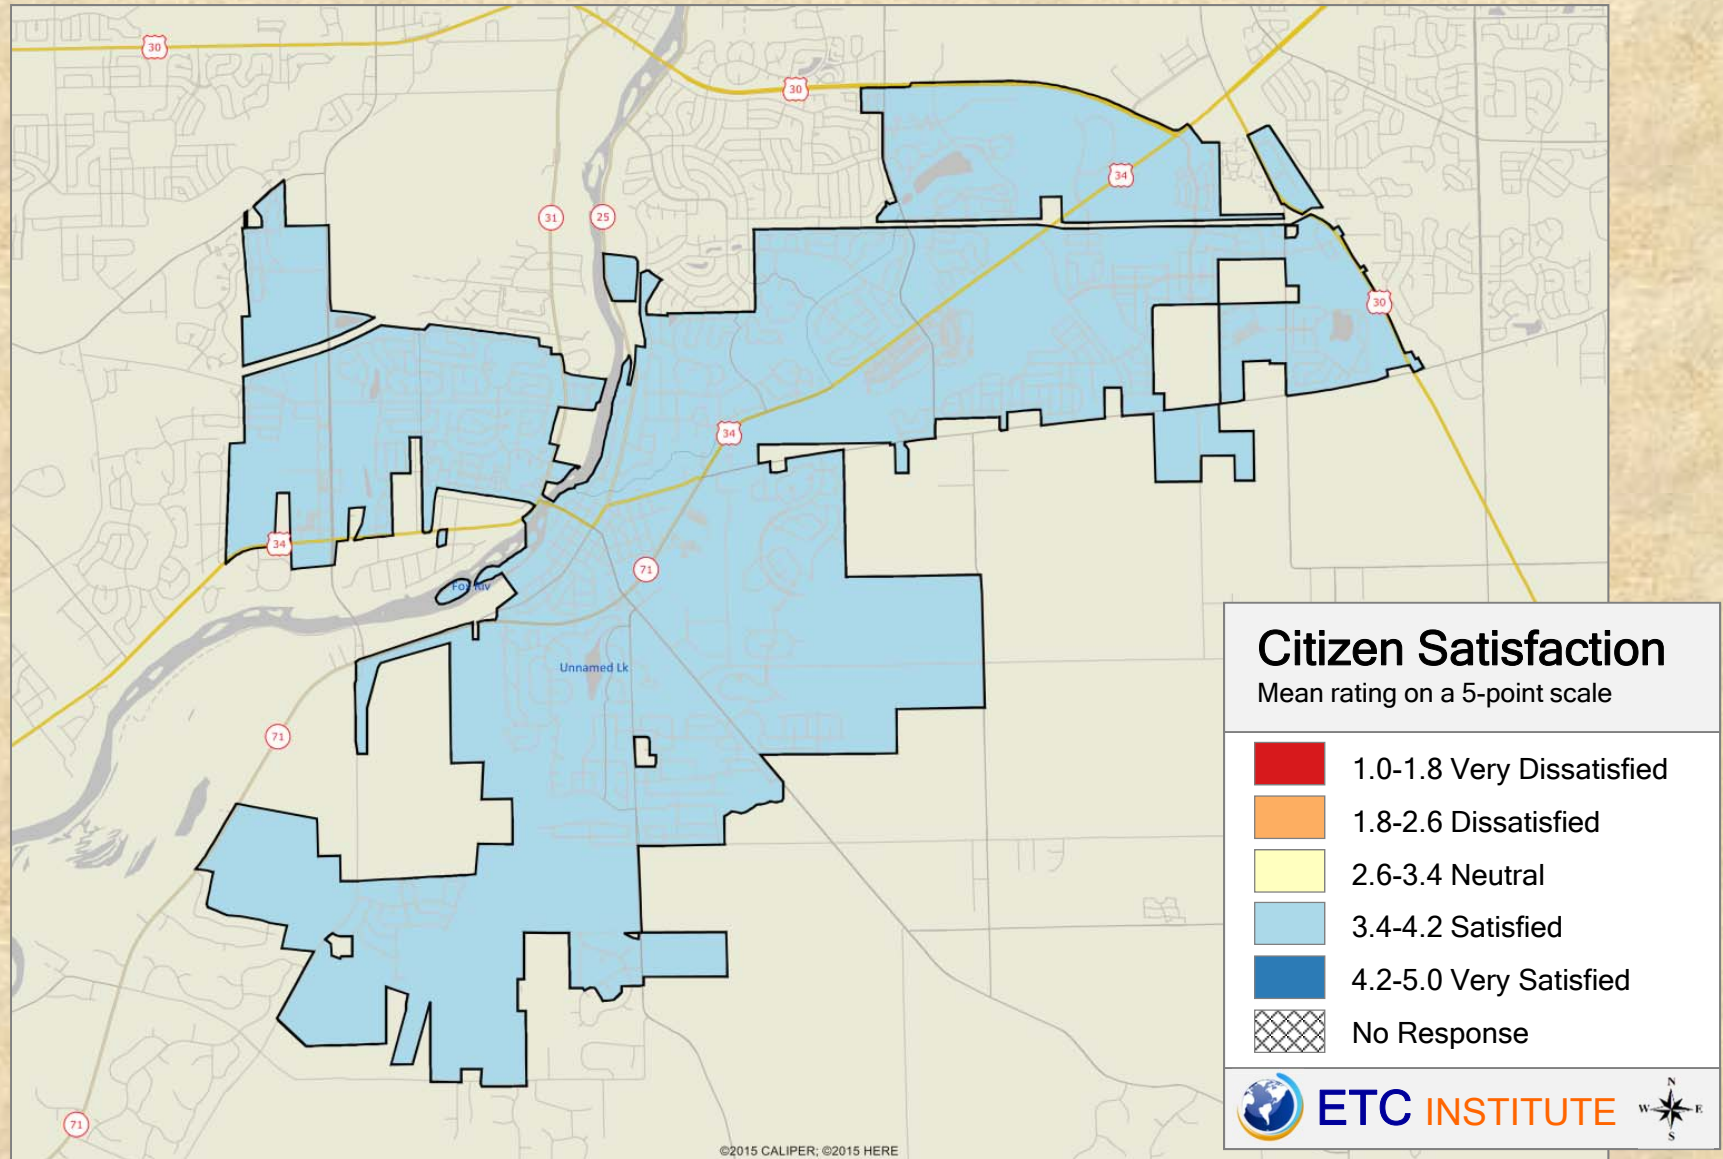 30
30
34
31
25
30
34
34
71
Fox Riv
Unnamed Lk
71
71
©2015 CALIPER; ©2015 HERE
Citizen Satisfaction
Mean rating on a 5-point scale
1.0-1.8 Very Dissatisfied
1.8-2.6 Dissatisfied
2.6-3.4 Neutral
3.4-4.2 Satisfied
4.2-5.0 Very Satisfied
No Response
ETC INSTITUTE
N
W E
S